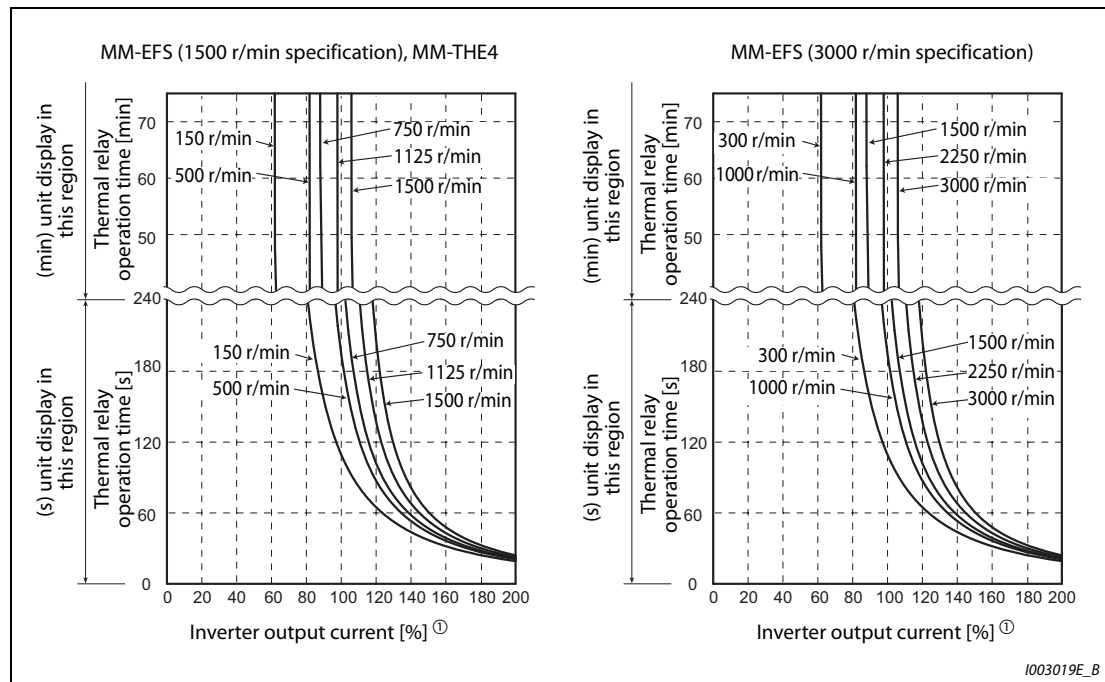 MM-EFS (1500 r/min specification), MM-THE4
(min) unit display in
this region
Thermal relay
operation time [min]
70
60
50
150 r/min
500 r/min
750 r/min
1125 r/min
1500 r/min
(s) unit display in
this region
Thermal relay
operation time [s]
240
180
120
60
0
150 r/min
500 r/min
750 r/min
1125 r/min
1500 r/min
0 20 40 60 80 100 120 140 160 180 200
Inverter output current [%] ①
MM-EFS (3000 r/min specification)
(min) unit display in
this region
Thermal relay
operation time [min]
70
60
50
300 r/min
1000 r/min
1500 r/min
2250 r/min
3000 r/min
(s) unit display in
this region
Thermal relay
operation time [s]
240
180
120
60
0
300 r/min
1000 r/min
1500 r/min
2250 r/min
3000 r/min
0 20 40 60 80 100 120 140 160 180 200
Inverter output current [%] ①
I003019E_B